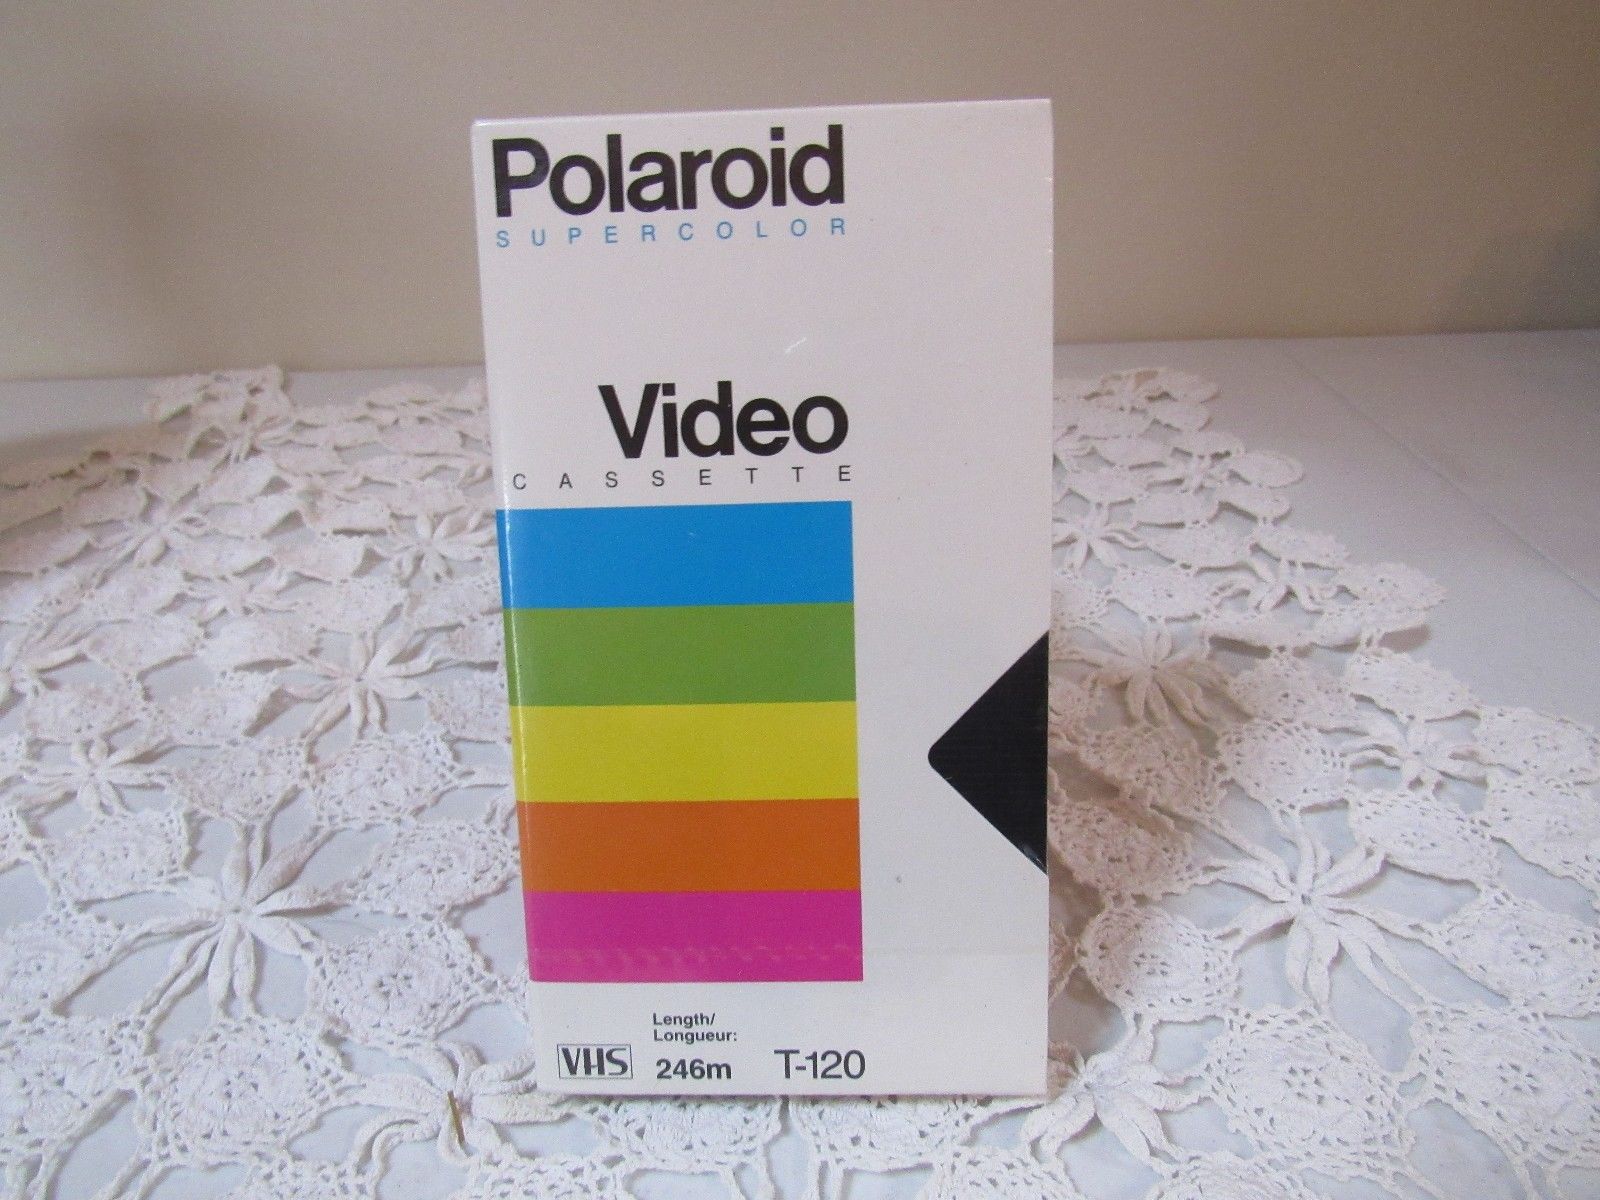 Polaroid
SUPERCOLOR
Video
CASSETTE
Length/
Longueur:
VHS 246m T-120